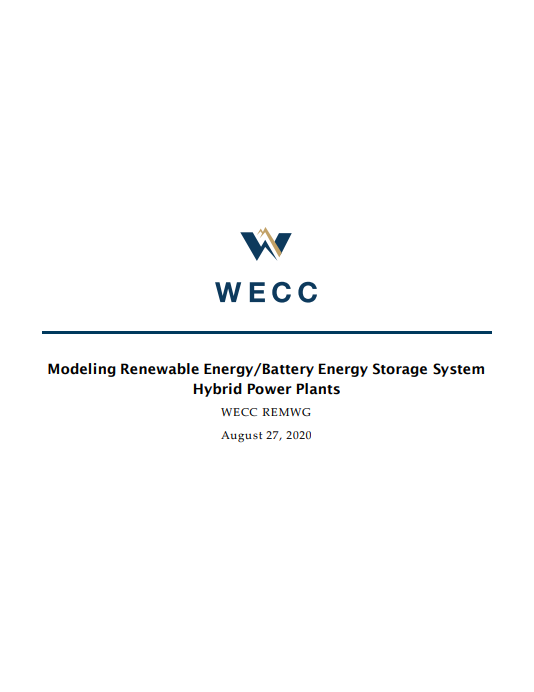 WECC
Modeling Renewable Energy/Battery Energy Storage System
Hybrid Power Plants
WECC REMWG
August 27, 2020